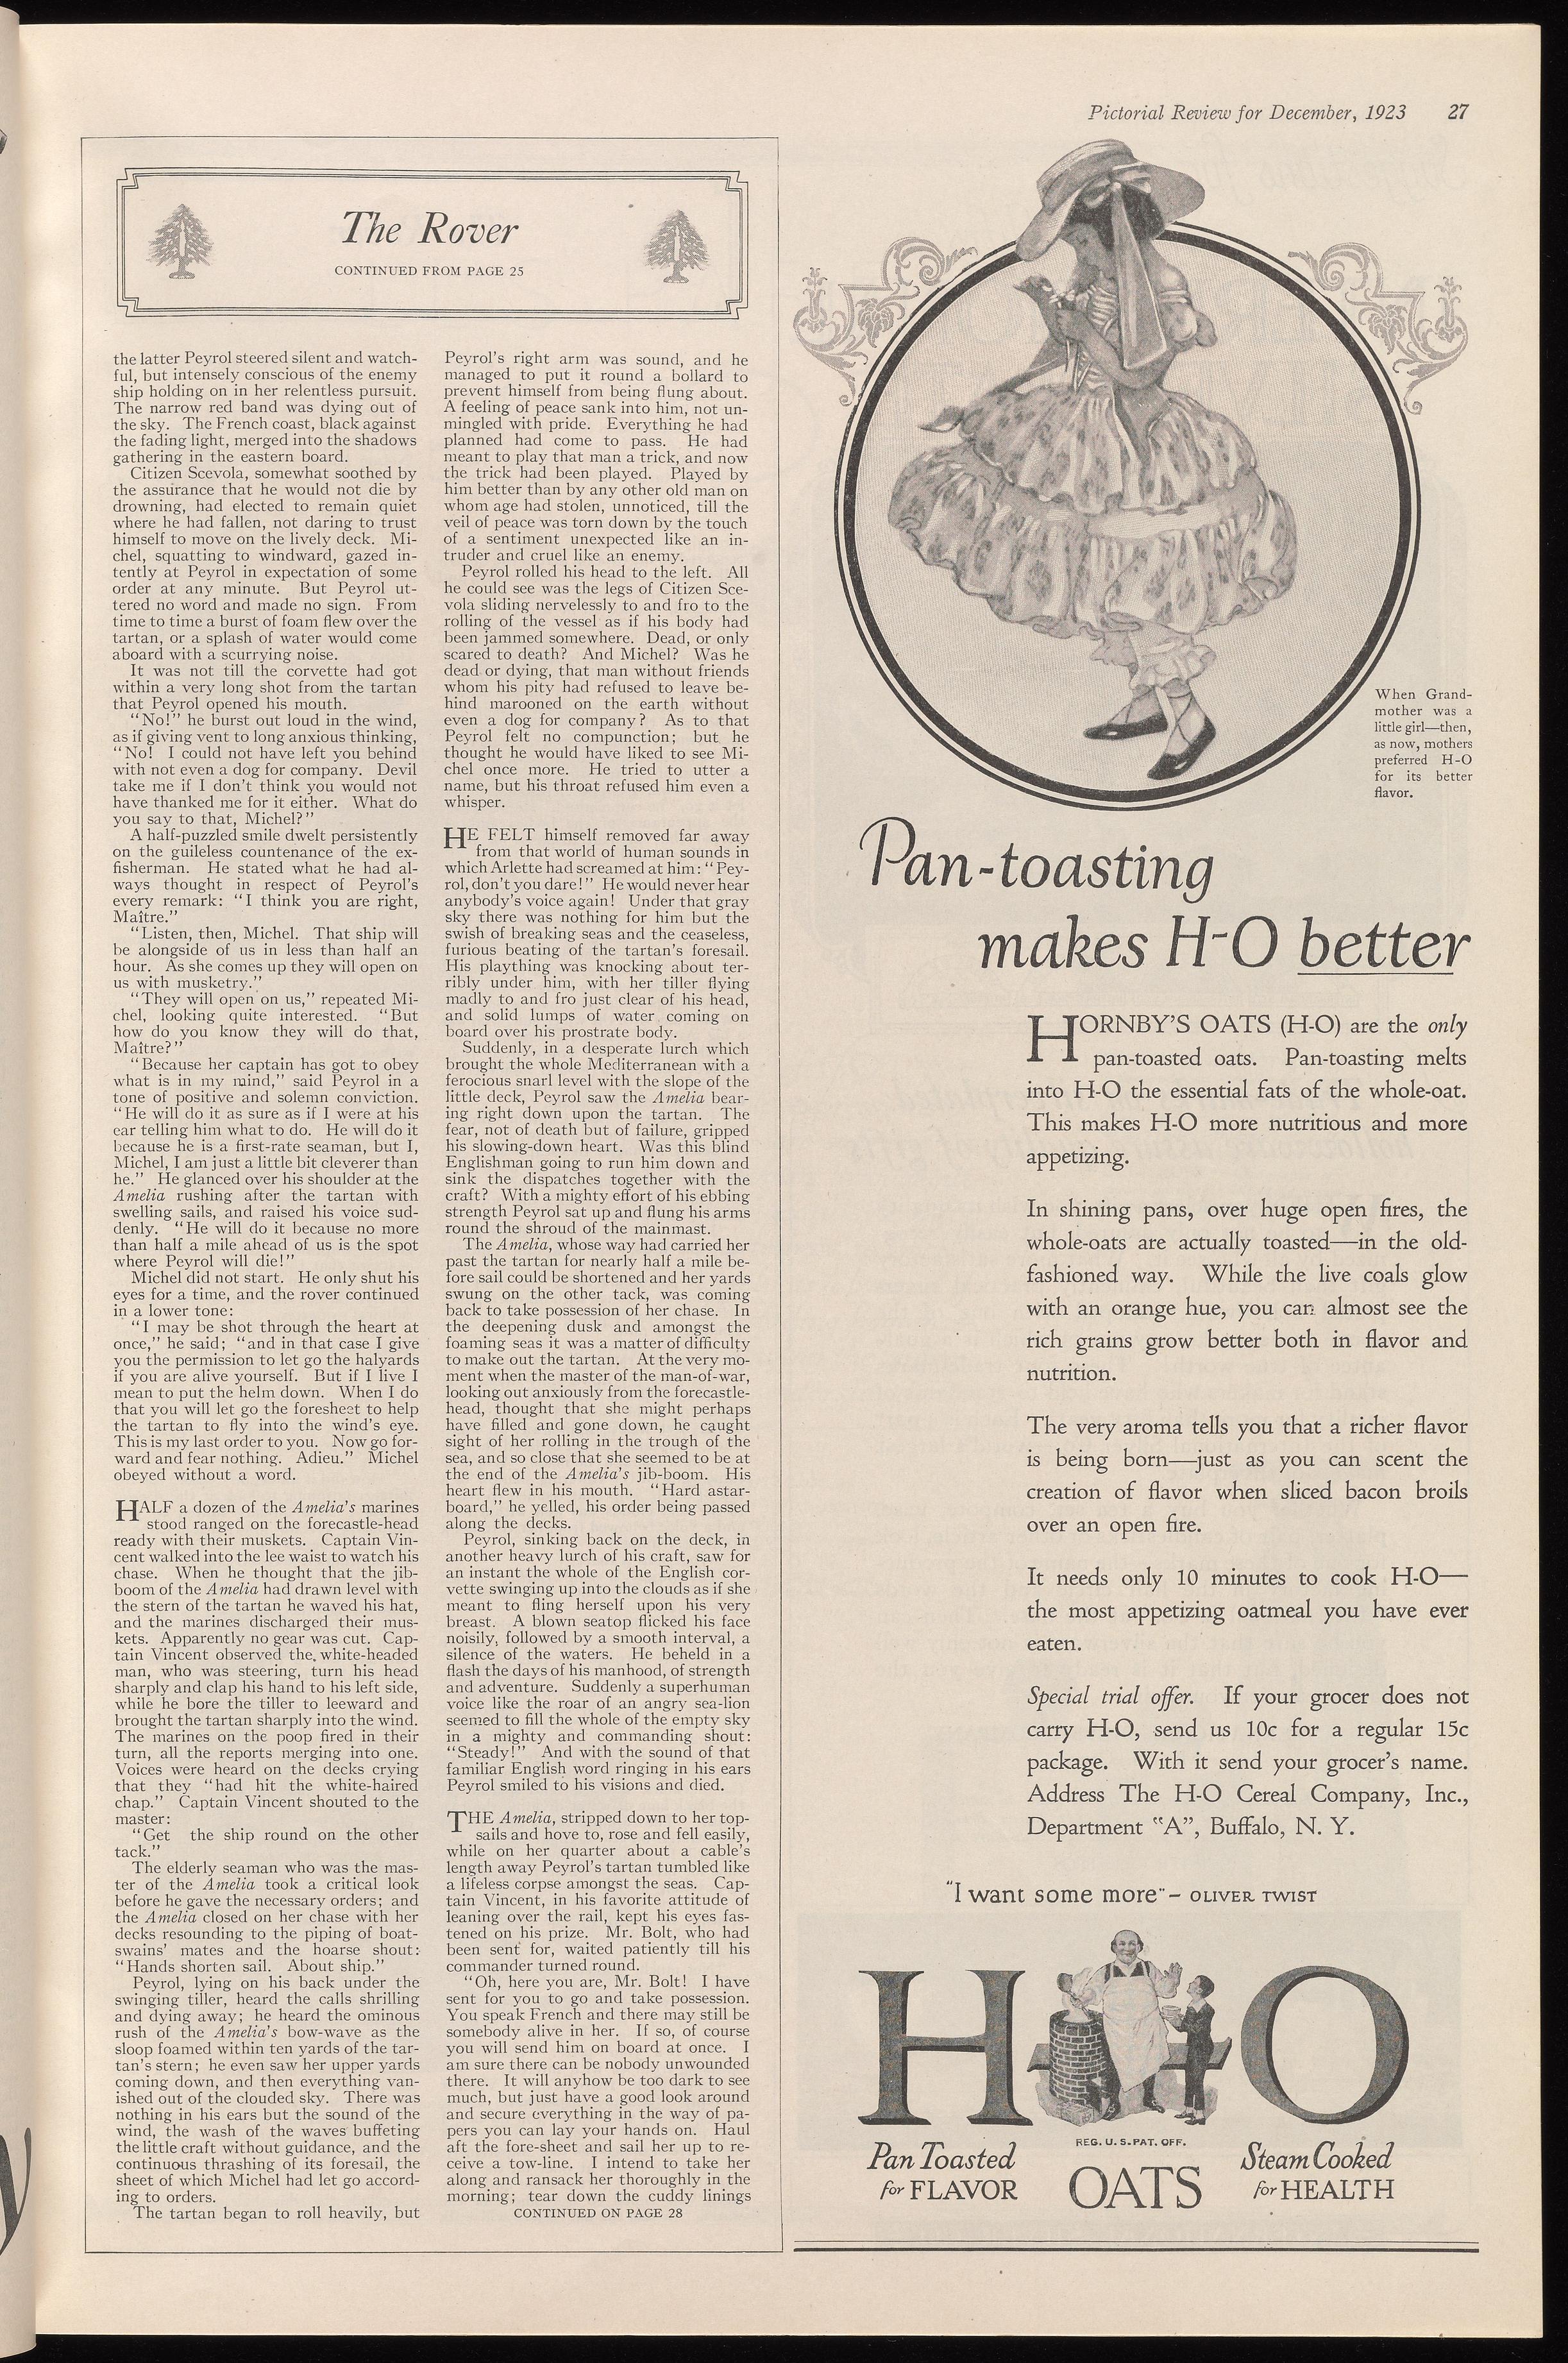 Pictorial Review for December, 1923 27
The Rover
CONTINUED FROM PAGE 25
the latter Peyrol steered silent and watch-
ful, but intensely conscious of the enemy
ship holding on in her relentless pursuit.
The narrow red band was dying out of
the sky. The French coast, black against
the fading light, merged into the shadows
gathering in the eastern board.
Citizen Scevola, somewhat soothed by
the assurance that he would not die by
drowning, had elected to remain quiet
where he had fallen, not daring to trust
himself to move on the lively deck. Mi-
chel, squatting to windward, gazed in-
tently at Peyrol in expectation of some
order at any minute. But Peyrol ut-
tered no word and made no sign. From
time to time a burst of foam flew over the
tartan, or a splash of water would come
aboard with a scurrying noise.
It was not till the corvette had got
within a very long shot from the tartan
that Peyrol opened his mouth.
"No!" he burst out loud in the wind,
as if giving vent to long anxious thinking,
"No! I could not have left you behind
with not even a dog for company. Devil
take me if I don't think you would not
have thanked me for it either. What do
you say to that, Michel?"
A half-puzzled smile dwelt persistently
on the guileless countenance of the ex-
fisherman. He stated what he had al-
ways thought in respect of Peyrol's
every remark: "I think you are right,
Maître."
"Listen, then, Michel. That ship will
be alongside of us in less than half an
hour. As she comes up they will open on
us with musketry."
"They will open on us," repeated Mi-
chel, looking quite interested. "But
how do you know they will do that,
Maître?"
"Because her captain has got to obey
what is in my mind," said Peyrol in a
tone of positive and solemn conviction.
"He will do it as sure as if I were at his
ear telling him what to do. He will do it
because he is a first-rate seaman, but I,
Michel, I am just a little bit cleverer than
he." He glanced over his shoulder at the
Amelia rushing after the tartan with
swelling sails, and raised his voice sud-
denly. "He will do it because no more
than half a mile ahead of us is the spot
where Peyrol will die!"
Michel did not start. He only shut his
eyes for a time, and the rover continued
in a lower tone:
"I may be shot through the heart at
once," he said; "and in that case I give
you the permission to let go the halyards
if you are alive yourself. But if I live I
mean to put the helm down. When I do
that you will let go the foresheet to help
the tartan to fly into the wind's eye.
This is my last order to you. Now go for-
ward and fear nothing. Adieu." Michel
obeyed without a word.
HALF a dozen of the Amelia's marines
stood ranged on the forecastle-head
ready with their muskets. Captain Vin-
cent walked into the lee waist to watch his
chase. When he thought that the jib-
boom of the Amelia had drawn level with
the stern of the tartan he waved his hat,
and the marines discharged their mus-
kets. Apparently no gear was cut. Cap-
tain Vincent observed the white-headed
man, who was steering, turn his head
sharply and clap his hand to his left side,
while he bore the tiller to leeward and
brought the tartan sharply into the wind.
The marines on the poop fired in their
turn, all the reports merging into one.
Voices were heard on the decks crying
that they "had hit the white-haired
chap." Captain Vincent shouted to the
master:
"Get the ship round on the other
tack."
The elderly seaman who was the mas-
ter of the Amelia took a critical look
before he gave the necessary orders; and
the Amelia closed on her chase with her
decks resounding to the piping of boat-
swains' mates and the hoarse shout:
"Hands shorten sail. About ship."
Peyrol, lying on his back under the
swinging tiller, heard the calls shrilling
and dying away; he heard the ominous
rush of the Amelia's bow-wave as the
sloop foamed within ten yards of the tar-
tan's stern; he even saw her upper yards
coming down, and then everything van-
ished out of the clouded sky. There was
nothing in his ears but the sound of the
wind, the wash of the waves buffeting
the little craft without guidance, and the
continuous thrashing of its foresail, the
sheet of which Michel had let go accord-
ing to orders.
The tartan began to roll heavily, but
Peyrol's right arm was sound, and he
managed to put it round a bollard to
prevent himself from being flung about.
A feeling of peace sank into him, not un-
mingled with pride. Everything he had
planned had come to pass. He had
meant to play that man a trick, and now
the trick had been played. Played by
him better than by any other old man on
whom age had stolen, unnoticed, till the
veil of peace was torn down by the touch
of a sentiment unexpected like an in-
truder and cruel like an enemy.
Peyrol rolled his head to the left. All
he could see was the legs of Citizen Sce-
vola sliding nervelessly to and fro to the
rolling of the vessel as if his body had
been jammed somewhere. Dead, or only
scared to death? And Michel? Was he
dead or dying, that man without friends
whom his pity had refused to leave be-
hind marooned on the earth without
even a dog for company? As to that
Peyrol felt no compunction; but he
thought he would have liked to see Mi-
chel once more. He tried to utter a
name, but his throat refused him even a
whisper.
HE FELT himself removed far away
from that world of human sounds in
which Arlette had screamed at him: "Pey-
rol, don't you dare!" He would never hear
anybody's voice again! Under that gray
sky there was nothing for him but the
swish of breaking seas and the ceaseless,
furious beating of the tartan's foresail.
His plaything was knocking about ter-
ribly under him, with her tiller flying
madly to and fro just clear of his head,
and solid lumps of water coming on
board over his prostrate body.
Suddenly, in a desperate lurch which
brought the whole Mediterranean with a
ferocious snarl level with the slope of the
little deck, Peyrol saw the Amelia bear-
ing right down upon the tartan. The
fear, not of death but of failure, gripped
his slowing-down heart. Was this blind
Englishman going to run him down and
sink the dispatches together with the
craft? With a mighty effort of his ebbing
strength Peyrol sat up and flung his arms
round the shroud of the mainmast.
The Amelia, whose way had carried her
past the tartan for nearly half a mile be-
fore sail could be shortened and her yards
swung on the other tack, was coming
back to take possession of her chase. In
the deepening dusk and amongst the
foaming seas it was a matter of difficulty
to make out the tartan. At the very mo-
ment when the master of the man-of-war,
looking out anxiously from the forecastle-
head, thought that she might perhaps
have filled and gone down, he caught
sight of her rolling in the trough of the
sea, and so close that she seemed to be at
the end of the Amelia's jib-boom. His
heart flew in his mouth. "Hard astar-
board," he yelled, his order being passed
along the decks.
Peyrol, sinking back on the deck, in
another heavy lurch of his craft, saw for
an instant the whole of the English cor-
vette swinging up into the clouds as if she
meant to fling herself upon his very
breast. A blown seatop flicked his face
noisily, followed by a smooth interval, a
silence of the waters. He beheld in a
flash the days of his manhood, of strength
and adventure. Suddenly a superhuman
voice like the roar of an angry sea-lion
seemed to fill the whole of the empty sky
in a mighty and commanding shout:
"Steady!" And with the sound of that
familiar English word ringing in his ears
Peyrol smiled to his visions and died.
THE Amelia, stripped down to her top-
sails and hove to, rose and fell easily,
while on her quarter about a cable's
length away Peyrol's tartan tumbled like
a lifeless corpse amongst the seas. Cap-
tain Vincent, in his favorite attitude of
leaning over the rail, kept his eyes fas-
tened on his prize. Mr. Bolt, who had
been sent for, waited patiently till his
commander turned round.
"Oh, here you are, Mr. Bolt! I have
sent for you to go and take possession.
You speak French and there may still be
somebody alive in her. If so, of course
you will send him on board at once. I
am sure there can be nobody unwounded
there. It will anyhow be too dark to see
much, but just have a good look around
and secure everything in the way of pa-
pers you can lay your hands on. Haul
aft the fore-sheet and sail her up to re-
ceive a tow-line. I intend to take her
along and ransack her thoroughly in the
morning; tear down the cuddy linings
CONTINUED ON PAGE 28
When Grand-
mother was a
little girl—then,
as now, mothers
preferred H-O
for its better
flavor.
Pan-toasting
makes H-O better
HORNBY'S OATS (H-O) are the only
pan-toasted oats. Pan-toasting melts
into H-O the essential fats of the whole-oat.
This makes H-O more nutritious and more
appetizing.
In shining pans, over huge open fires, the
whole-oats are actually toasted—in the old-
fashioned way. While the live coals glow
with an orange hue, you can almost see the
rich grains grow better both in flavor and
nutrition.
The very aroma tells you that a richer flavor
is being born—just as you can scent the
creation of flavor when sliced bacon broils
over an open fire.
It needs only 10 minutes to cook H-O—
the most appetizing oatmeal you have ever
eaten.
Special trial offer. If your grocer does not
carry H-O, send us 10c for a regular 15c
package. With it send your grocer's name.
Address The H-O Cereal Company, Inc.,
Department "A", Buffalo, N. Y.
"I want some more" – OLIVER TWIST
H-O
REG. U. S. PAT. OFF.
Pan Toasted
for FLAVOR
OATS
Steam Cooked
for HEALTH